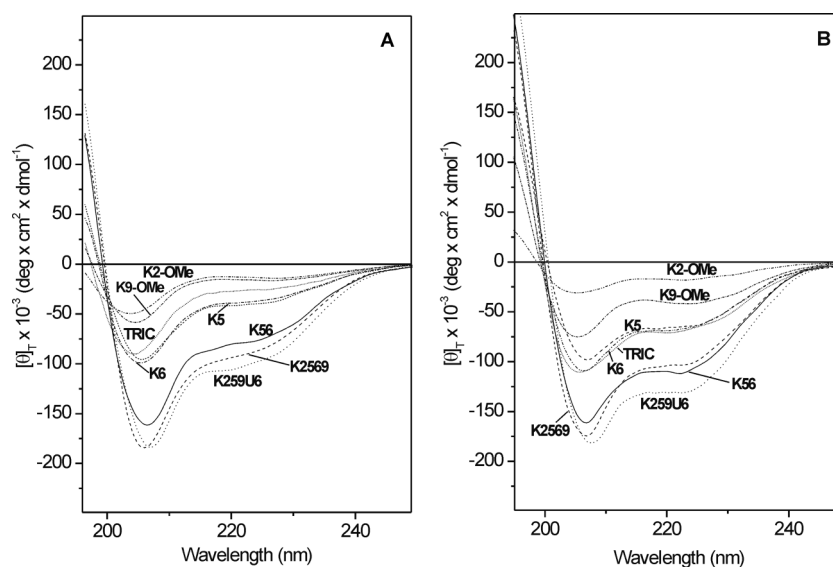 A
200
150
100
50
0
-50
-100
-150
-200
[θ]T x 10-3 (deg x cm2 x dmol-1)
K2-OMe
K9-OMe
TRIC
K5
K6
K56
K2569
K259U6
200
220
240
Wavelength (nm)
B
200
150
100
50
0
-50
-100
-150
-200
[θ]T x 10-3 (deg x cm2 x dmol-1)
K2-OMe
K9-OMe
K5
TRIC
K6
K56
K259U6
K2569
200
220
240
Wavelength (nm)